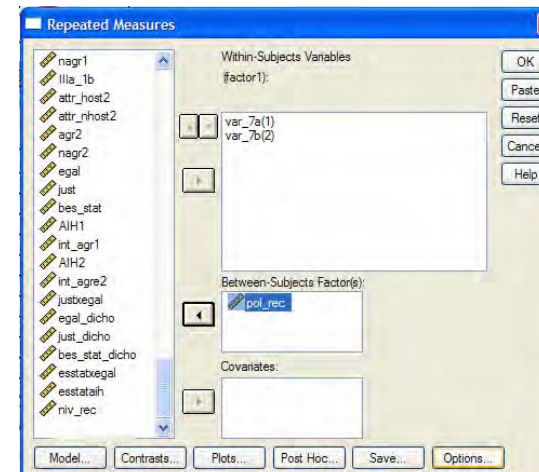 Repeated Measures
nagr1
IIIa_1b
attr_host2
attr_nhost2
agr2
nagr2
egal
just
bes_stat
AIH1
int_agr1
AIH2
int_agre2
justxegal
egal_dicho
just_dicho
bes_stat_dicho
esstatxegal
esstataih
niv_rec
Within-Subjects Variables
(factor1):
var_7a(1)
var_7b(2)
Between-Subjects Factor(s):
pol_rec
Covariates:
OK
Paste
Reset
Cance
Help
Model...
Contrasts...
Plots...
Post Hoc...
Save...
Options...